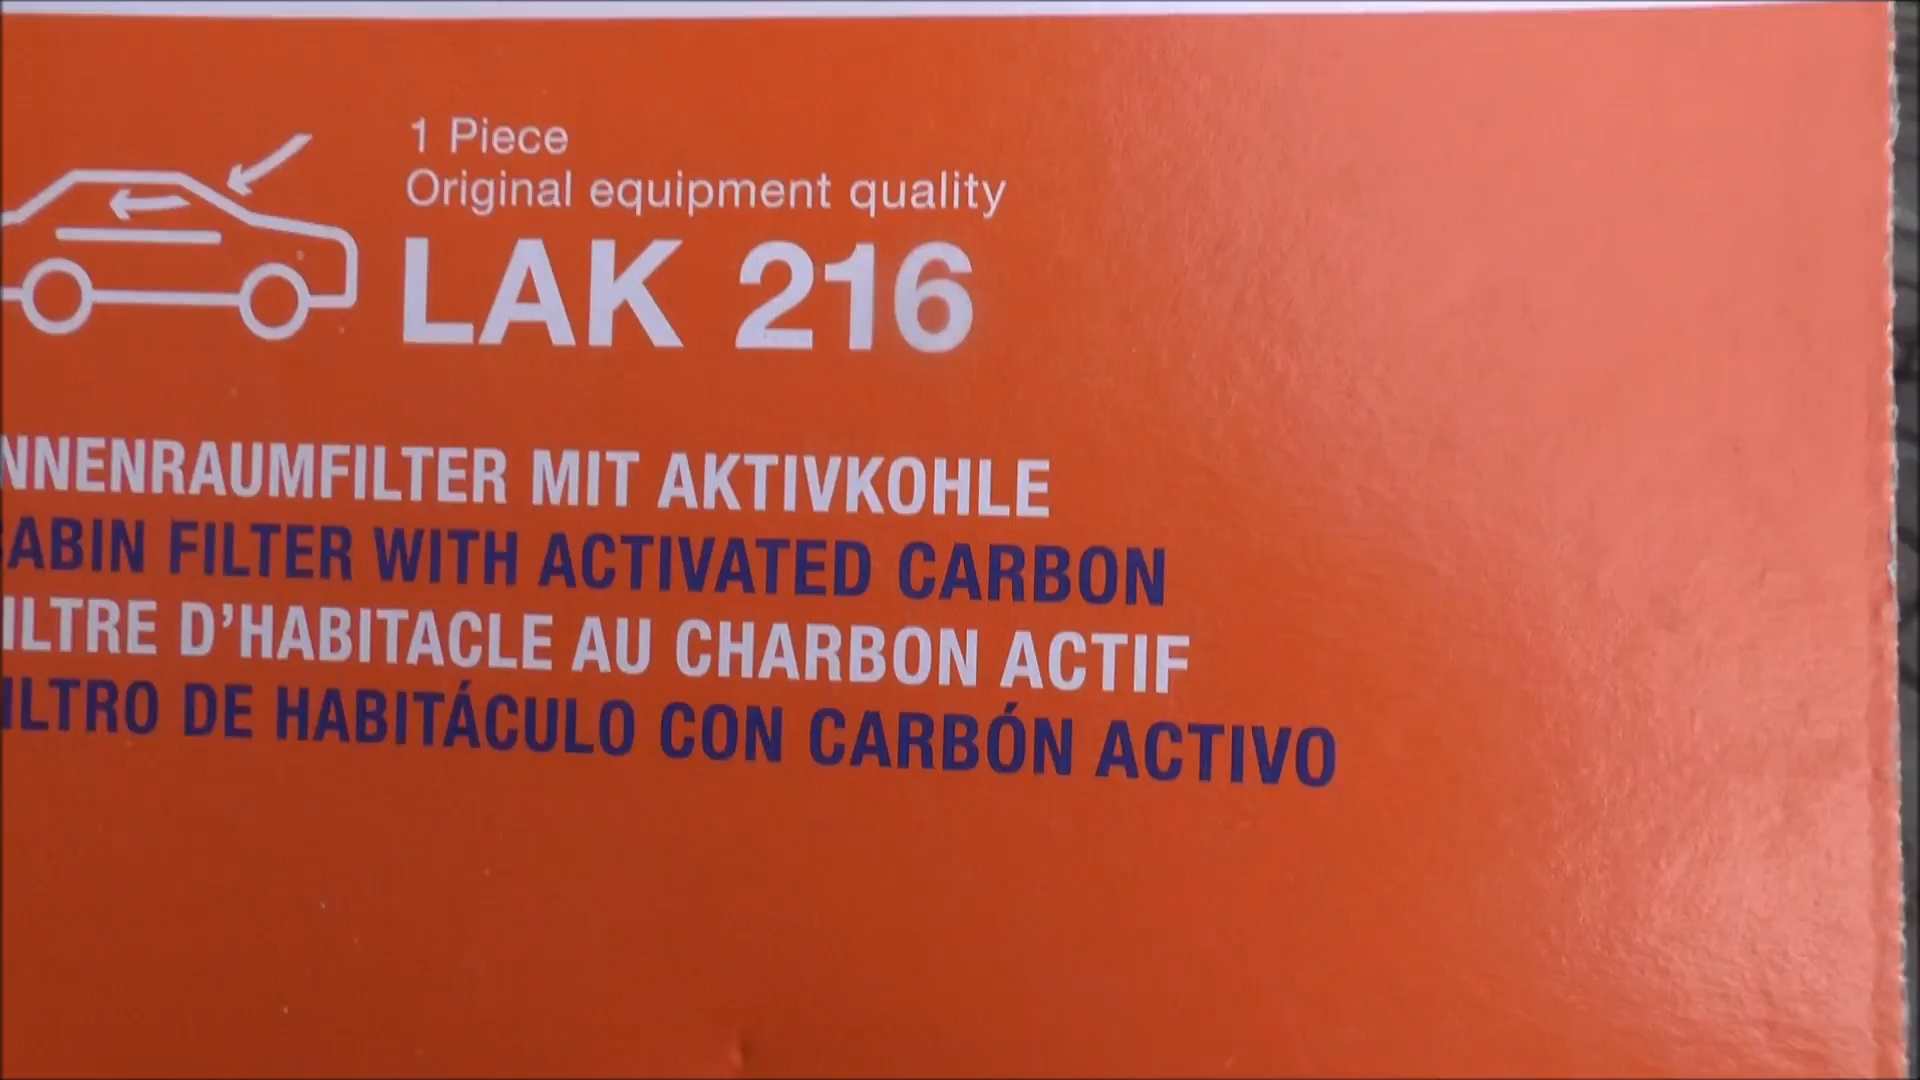 1 Piece
Original equipment quality
LAK 216
NNENRAUMFILTER MIT AKTIVKOHLE
ABIN FILTER WITH ACTIVATED CARBON
ILTRE D'HABITACLE AU CHARBON ACTIF
ILTRO DE HABITÁCULO CON CARBÓN ACTIVO